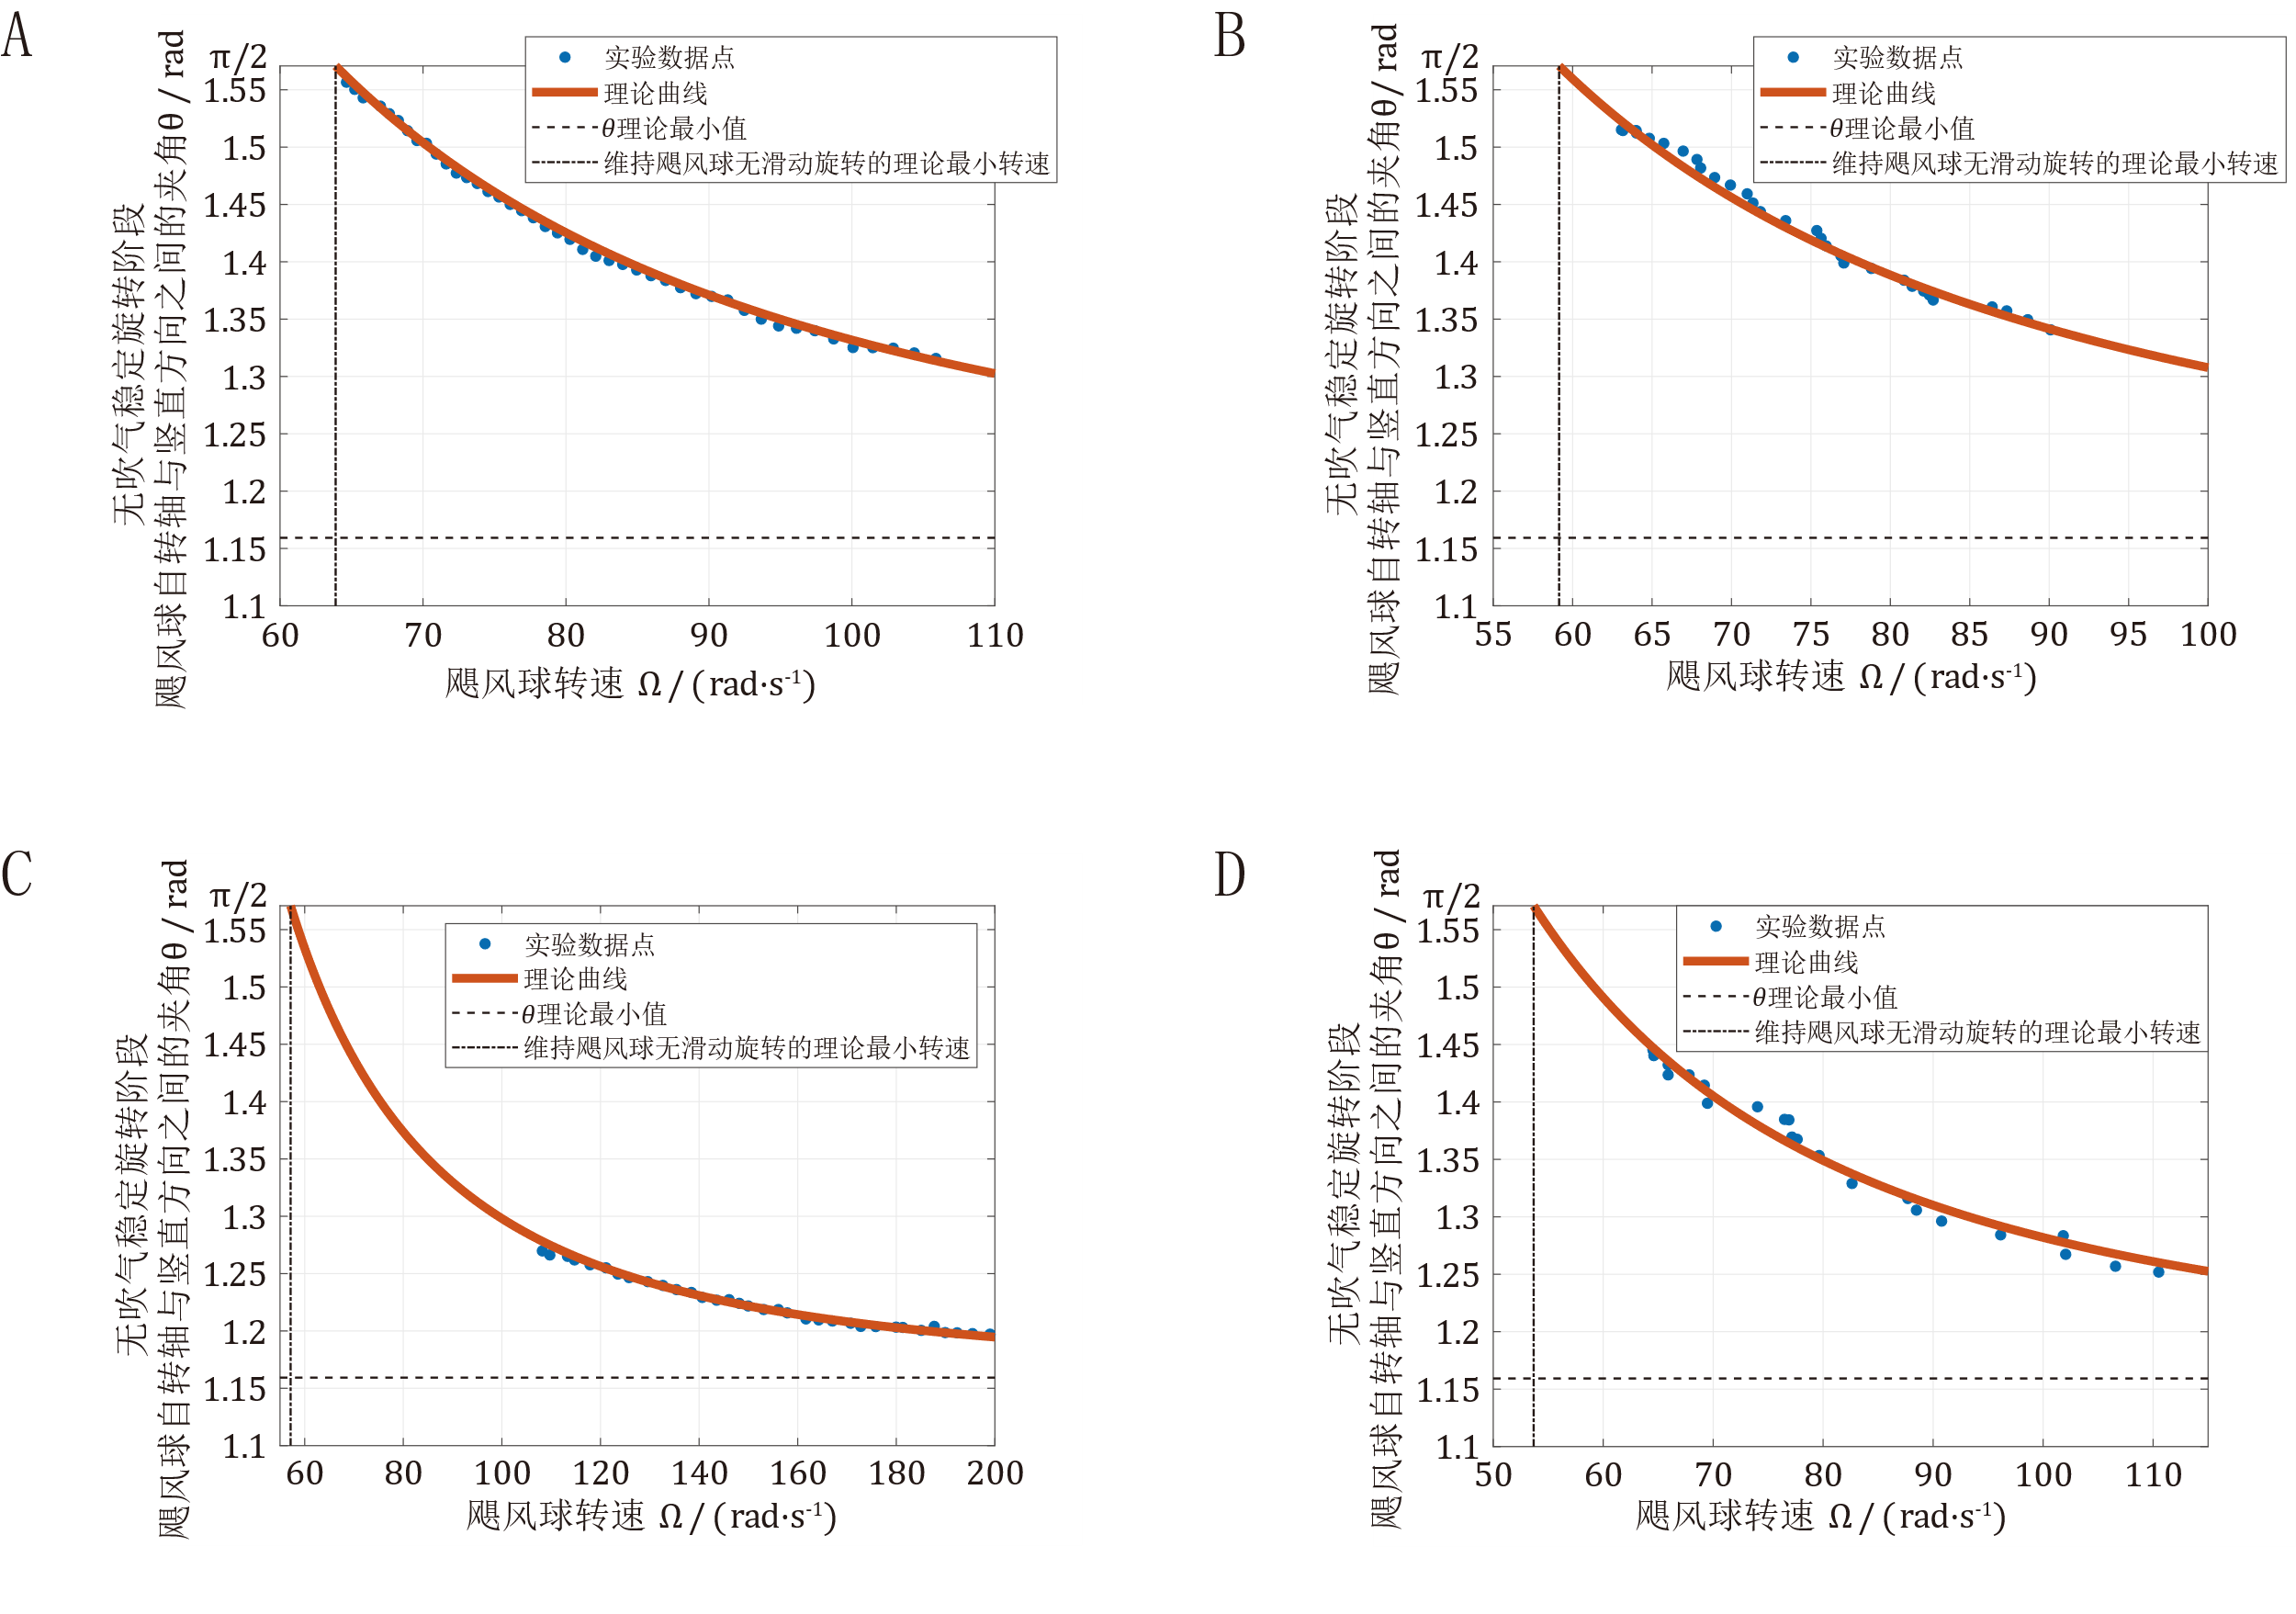 A
π/2
1.55
1.5
1.45
1.4
1.35
1.3
1.25
1.2
1.15
1.1
60 70 80 90 100 110
无吹气稳定旋转阶段
飓风球自转轴与竖直方向之间的夹角θ / rad
飓风球转速 Ω / (rad·s⁻¹)
实验数据点
理论曲线
θ理论最小值
维持飓风球无滑动旋转的理论最小转速
B
π/2
1.55
1.5
1.45
1.4
1.35
1.3
1.25
1.2
1.15
1.1
55 60 65 70 75 80 85 90 95 100
无吹气稳定旋转阶段
飓风球自转轴与竖直方向之间的夹角θ/ rad
飓风球转速 Ω / (rad·s⁻¹)
实验数据点
理论曲线
θ理论最小值
维持飓风球无滑动旋转的理论最小转速
C
π/2
1.55
1.5
1.45
1.4
1.35
1.3
1.25
1.2
1.15
1.1
60 80 100 120 140 160 180 200
无吹气稳定旋转阶段
飓风球自转轴与竖直方向之间的夹角θ / rad
飓风球转速 Ω / (rad·s⁻¹)
实验数据点
理论曲线
θ理论最小值
维持飓风球无滑动旋转的理论最小转速
D
π/2
1.55
1.5
1.45
1.4
1.35
1.3
1.25
1.2
1.15
1.1
50 60 70 80 90 100 110
无吹气稳定旋转阶段
飓风球自转轴与竖直方向之间的夹角θ / rad
飓风球转速 Ω / (rad·s⁻¹)
实验数据点
理论曲线
θ理论最小值
维持飓风球无滑动旋转的理论最小转速